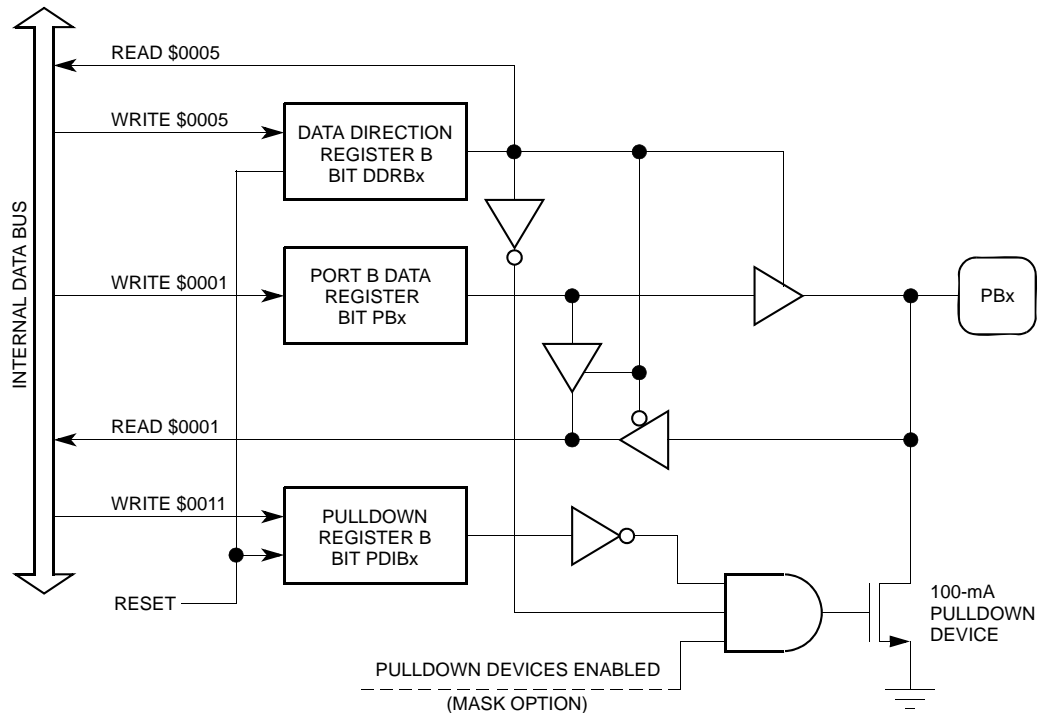 READ $0005
WRITE $0005
DATA DIRECTION
REGISTER B
BIT DDRBx
INTERNAL DATA BUS
WRITE $0001
PORT B DATA
REGISTER
BIT PBx
PBx
READ $0001
WRITE $0011
PULLDOWN
REGISTER B
BIT PDIBx
RESET
100-mA
PULLDOWN
DEVICE
PULLDOWN DEVICES ENABLED
(MASK OPTION)